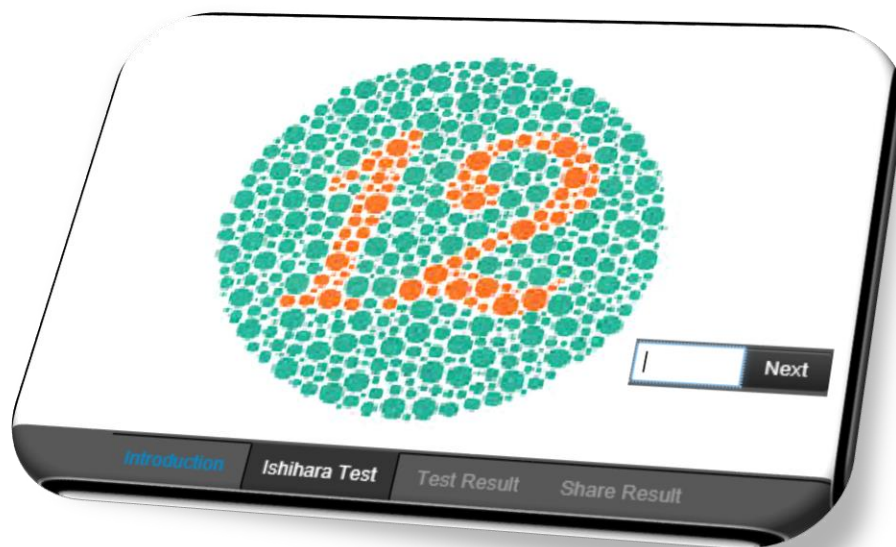 12
Next
Introduction
Ishihara Test
Test Result
Share Result